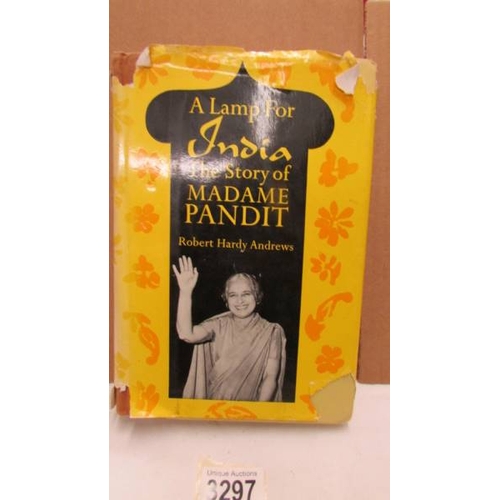 A Lamp For
India
The Story of
MADAME
PANDIT
Robert Hardy Andrews
Unique Auctions
3297